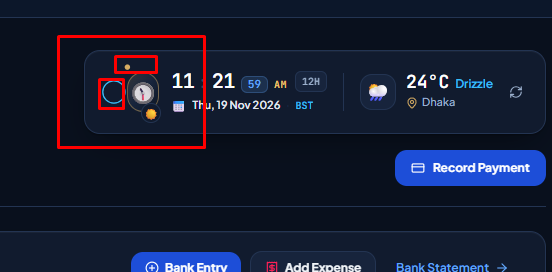 11 : 21 59 AM 12H
Thu, 19 Nov 2026 BST
24°C Drizzle
Dhaka
Record Payment
Bank Entry
Add Expense
Bank Statement →